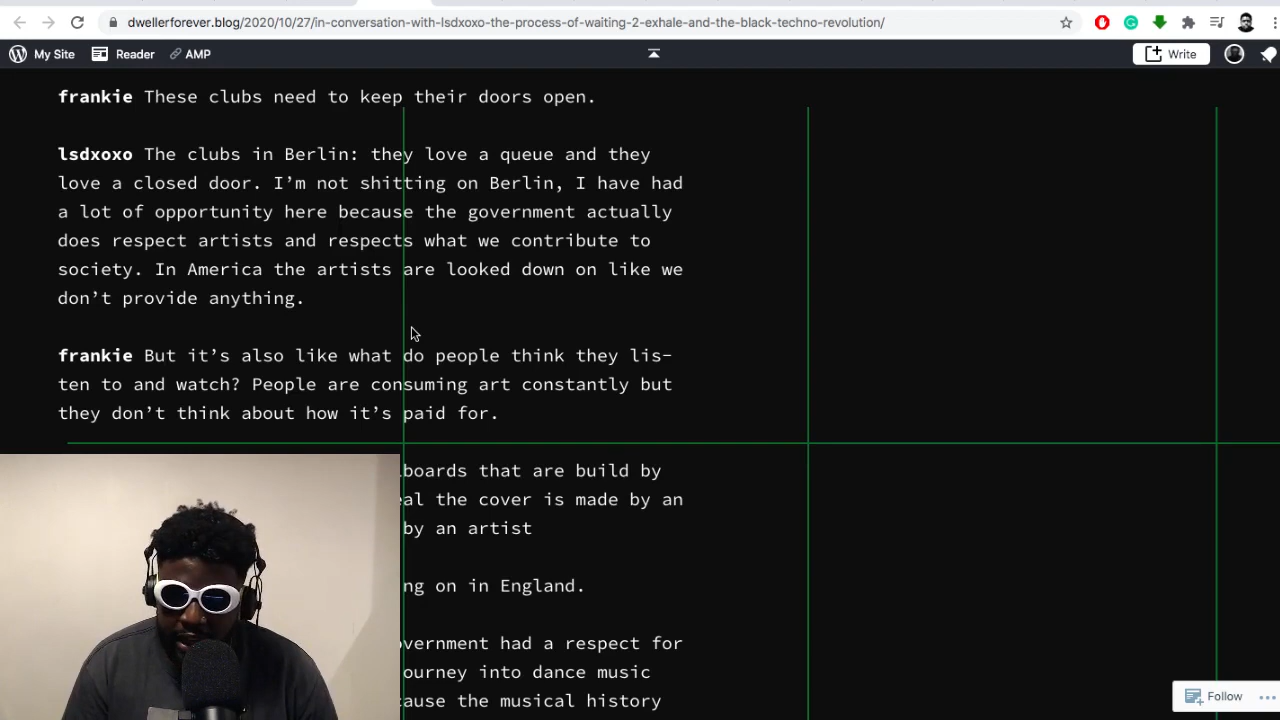 dwellerforever.blog/2020/10/27/in-conversation-with-lsdxoxo-the-process-of-waiting-2-exhale-and-the-black-techno-revolution/
My Site Reader AMP Write
frankie These clubs need to keep their doors open.
lsdxoxo The clubs in Berlin: they love a queue and they
love a closed door. I’m not shitting on Berlin, I have had
a lot of opportunity here because the government actually
does respect artists and respects what we contribute to
society. In America the artists are looked down on like we
don’t provide anything.
frankie But it’s also like what do people think they lis-
ten to and watch? People are consuming art constantly but
they don’t think about how it’s paid for.
boards that are build by
eal the cover is made by an
by an artist
ng on in England.
overnment had a respect for
ourney into dance music
cause the musical history
Follow